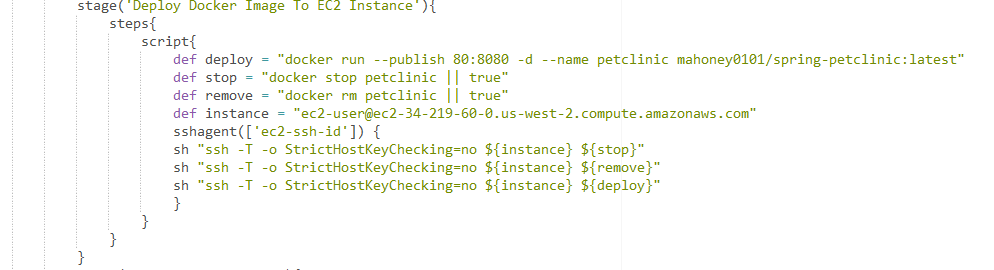 stage('Deploy Docker Image To EC2 Instance'){
steps{
script{
def deploy = "docker run --publish 80:8080 -d --name petclinic mahoney0101/spring-petclinic:latest"
def stop = "docker stop petclinic || true"
def remove = "docker rm petclinic || true"
def instance = "ec2-user@ec2-34-219-60-0.us-west-2.compute.amazonaws.com"
sshagent(['ec2-ssh-id']) {
sh "ssh -T -o StrictHostKeyChecking=no ${instance} ${stop}"
sh "ssh -T -o StrictHostKeyChecking=no ${instance} ${remove}"
sh "ssh -T -o StrictHostKeyChecking=no ${instance} ${deploy}"
}
}
}
}